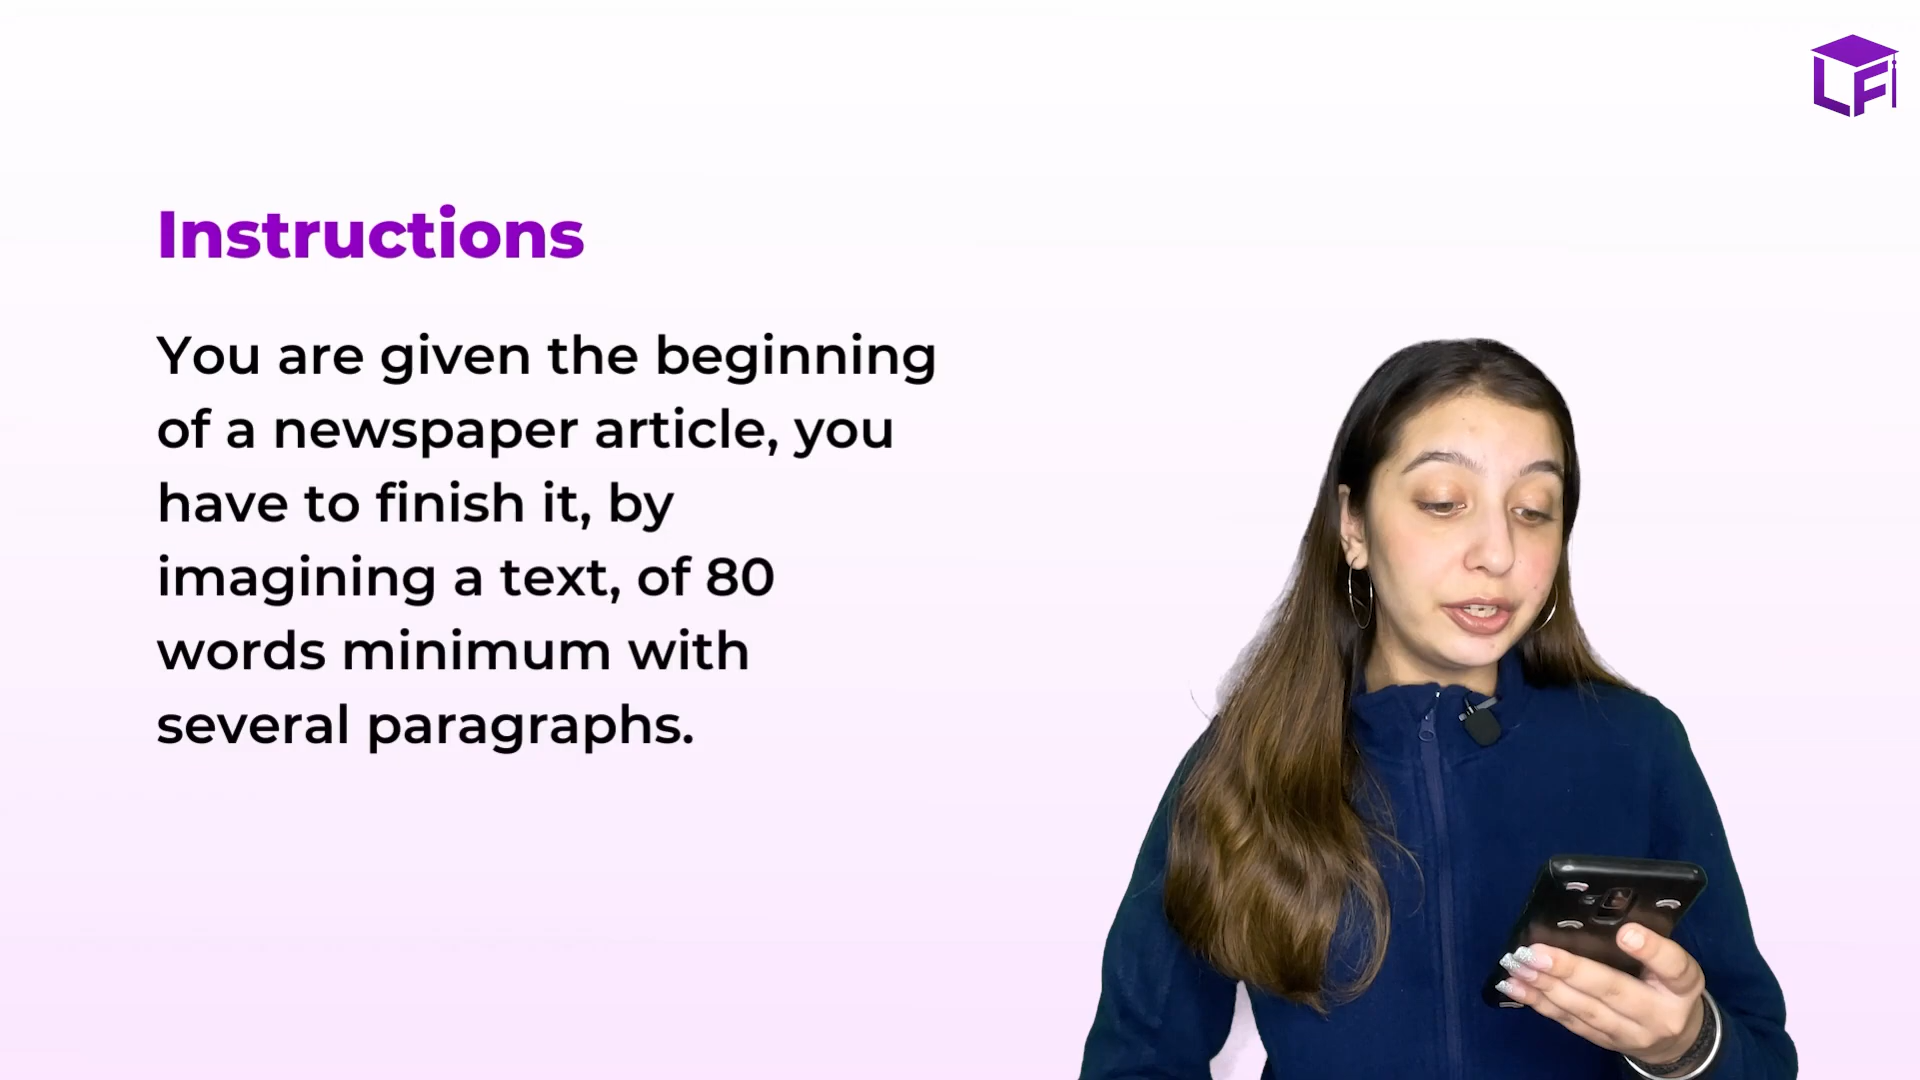 LF
Instructions
You are given the beginning
of a newspaper article, you
have to finish it, by
imagining a text, of 80
words minimum with
several paragraphs.